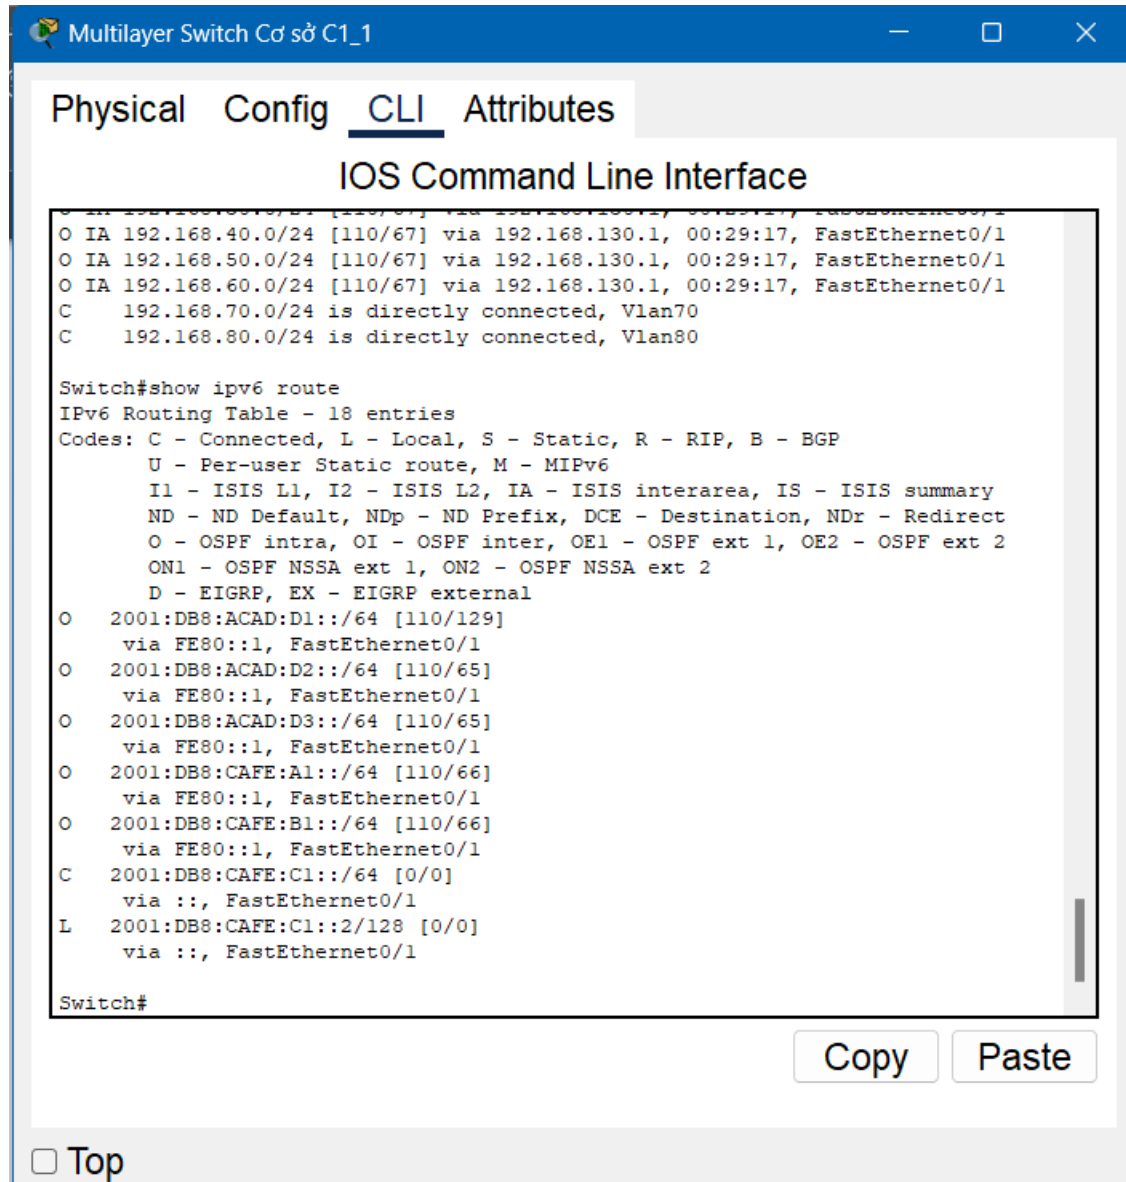 Multilayer Switch Cơ sở C1_1
Physical Config CLI Attributes
IOS Command Line Interface
O IA 192.168.40.0/24 [110/67] via 192.168.130.1, 00:29:17, FastEthernet0/1
O IA 192.168.50.0/24 [110/67] via 192.168.130.1, 00:29:17, FastEthernet0/1
O IA 192.168.60.0/24 [110/67] via 192.168.130.1, 00:29:17, FastEthernet0/1
C    192.168.70.0/24 is directly connected, Vlan70
C    192.168.80.0/24 is directly connected, Vlan80
Switch#show ipv6 route
IPv6 Routing Table - 18 entries
Codes: C - Connected, L - Local, S - Static, R - RIP, B - BGP
       U - Per-user Static route, M - MIPv6
       I1 - ISIS L1, I2 - ISIS L2, IA - ISIS interarea, IS - ISIS summary
       ND - ND Default, NDp - ND Prefix, DCE - Destination, NDr - Redirect
       O - OSPF intra, OI - OSPF inter, OE1 - OSPF ext 1, OE2 - OSPF ext 2
       ON1 - OSPF NSSA ext 1, ON2 - OSPF NSSA ext 2
       D - EIGRP, EX - EIGRP external
O   2001:DB8:ACAD:D1::/64 [110/129]
     via FE80::1, FastEthernet0/1
O   2001:DB8:ACAD:D2::/64 [110/65]
     via FE80::1, FastEthernet0/1
O   2001:DB8:ACAD:D3::/64 [110/65]
     via FE80::1, FastEthernet0/1
O   2001:DB8:CAFE:A1::/64 [110/66]
     via FE80::1, FastEthernet0/1
O   2001:DB8:CAFE:B1::/64 [110/66]
     via FE80::1, FastEthernet0/1
C   2001:DB8:CAFE:C1::/64 [0/0]
     via ::, FastEthernet0/1
L   2001:DB8:CAFE:C1::2/128 [0/0]
     via ::, FastEthernet0/1
Switch#
Copy Paste
Top